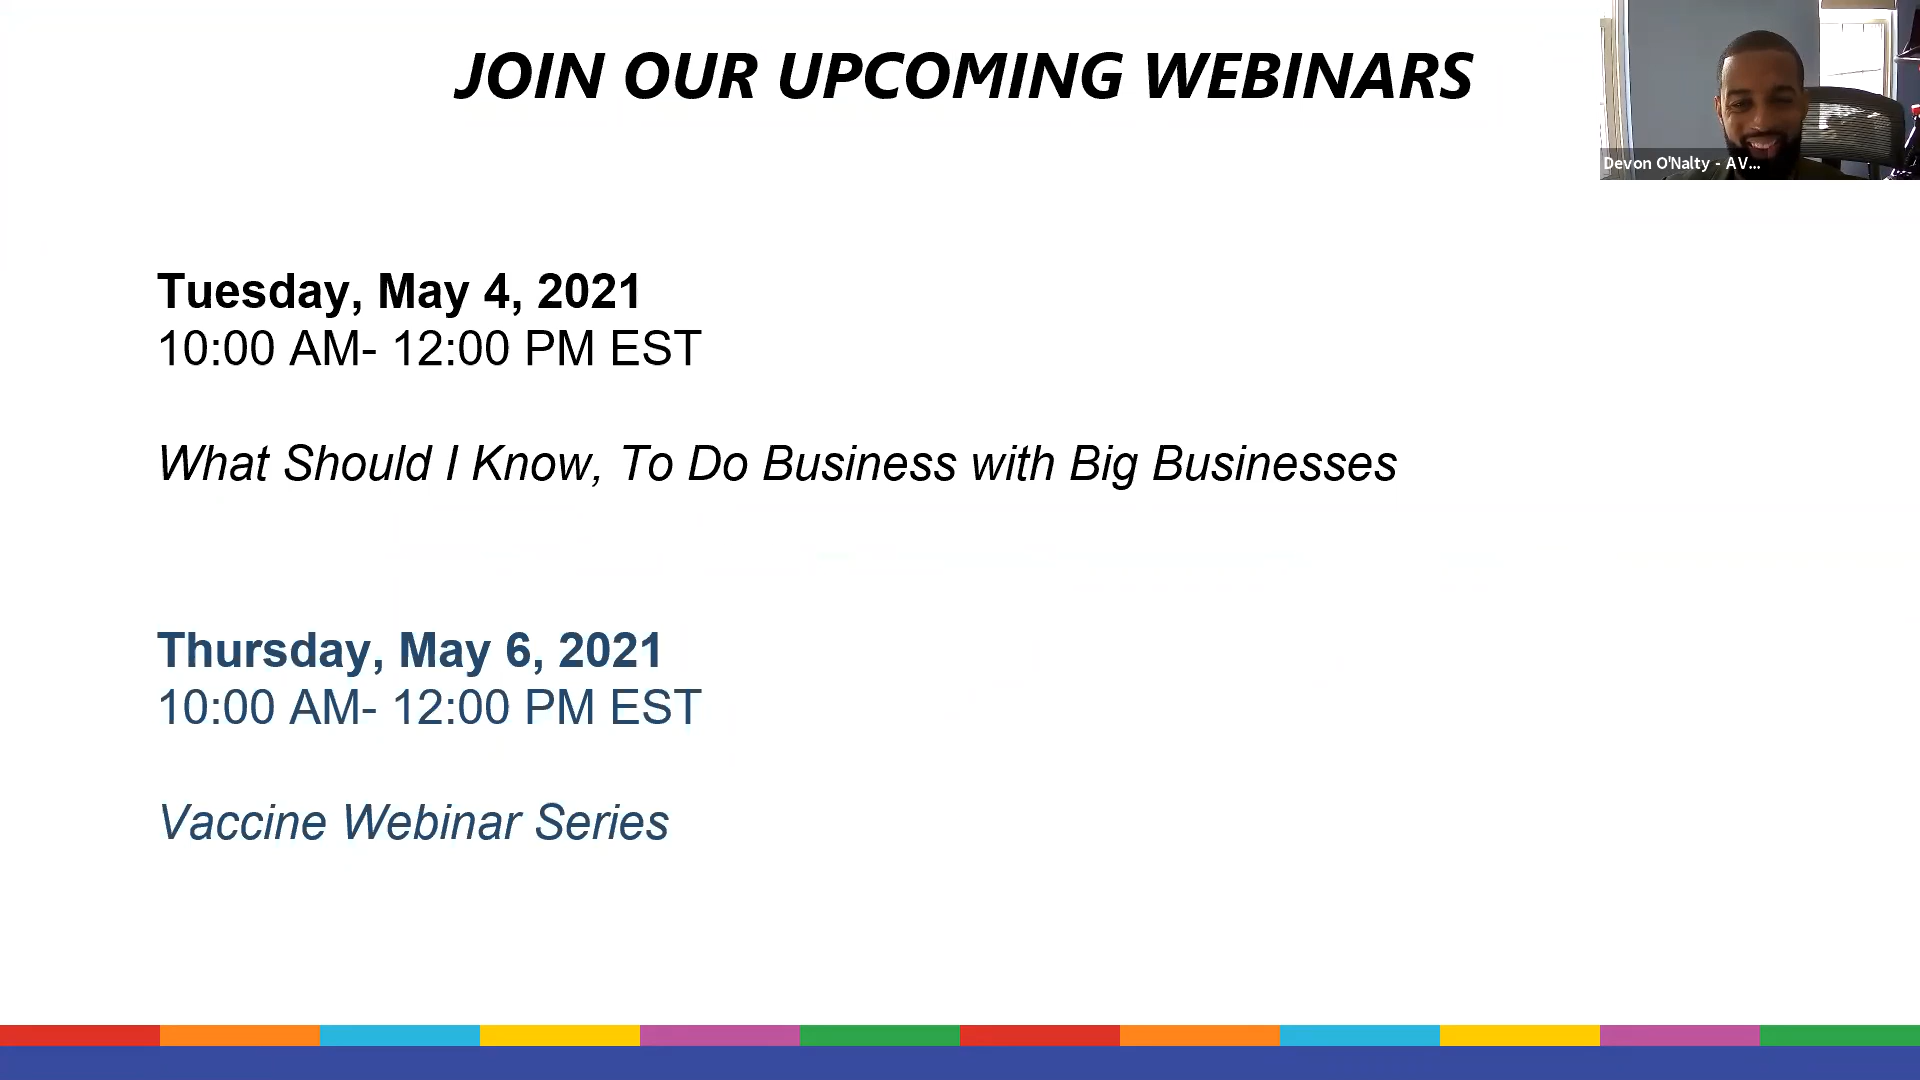 JOIN OUR UPCOMING WEBINARS
Devon O'Nalty - AV...
Tuesday, May 4, 2021
10:00 AM- 12:00 PM EST
What Should I Know, To Do Business with Big Businesses
Thursday, May 6, 2021
10:00 AM- 12:00 PM EST
Vaccine Webinar Series